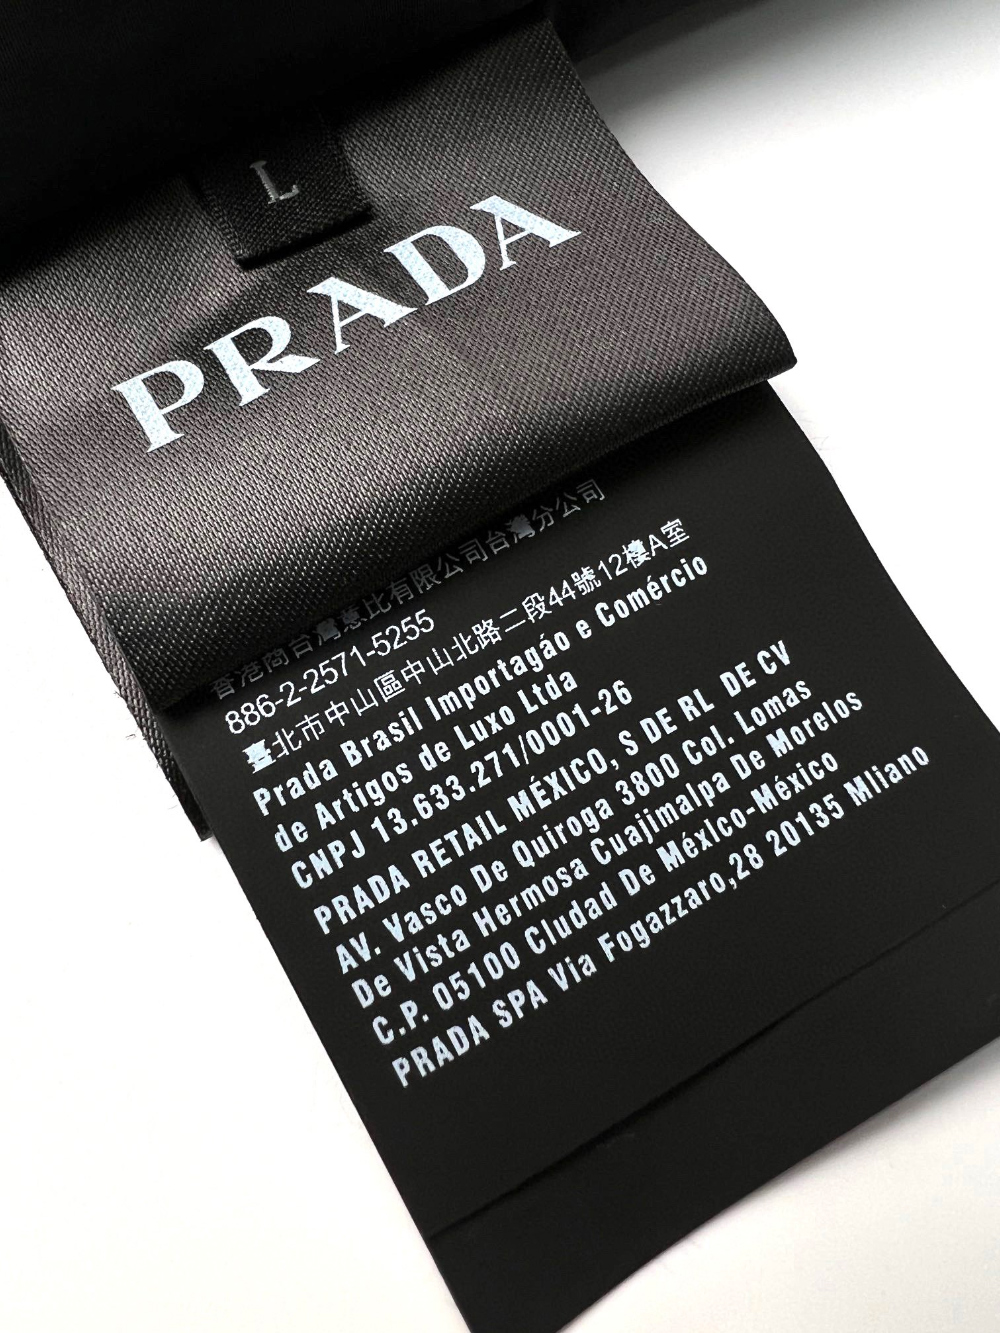 L
PRADA
香港商台灣慧比有限公司台灣分公司
886-2-2571-5255
臺北市中山區中山北路二段44號12樓A室
Prada Brasil Importagáo e Comércio
de Artigos de Luxo Ltda
CNPJ 13.633.271/0001-26
PRADA RETAIL MÉXICO, S DE RL DE CV
AV. Vasco De Quiroga 3800 Col. Lomas
De Vista Hermosa Cuajimalpa De Morelos
C.P. 05100 Cludad De MéxIco-México
PRADA SPA Via Fogazzaro,28 20135 Mliano